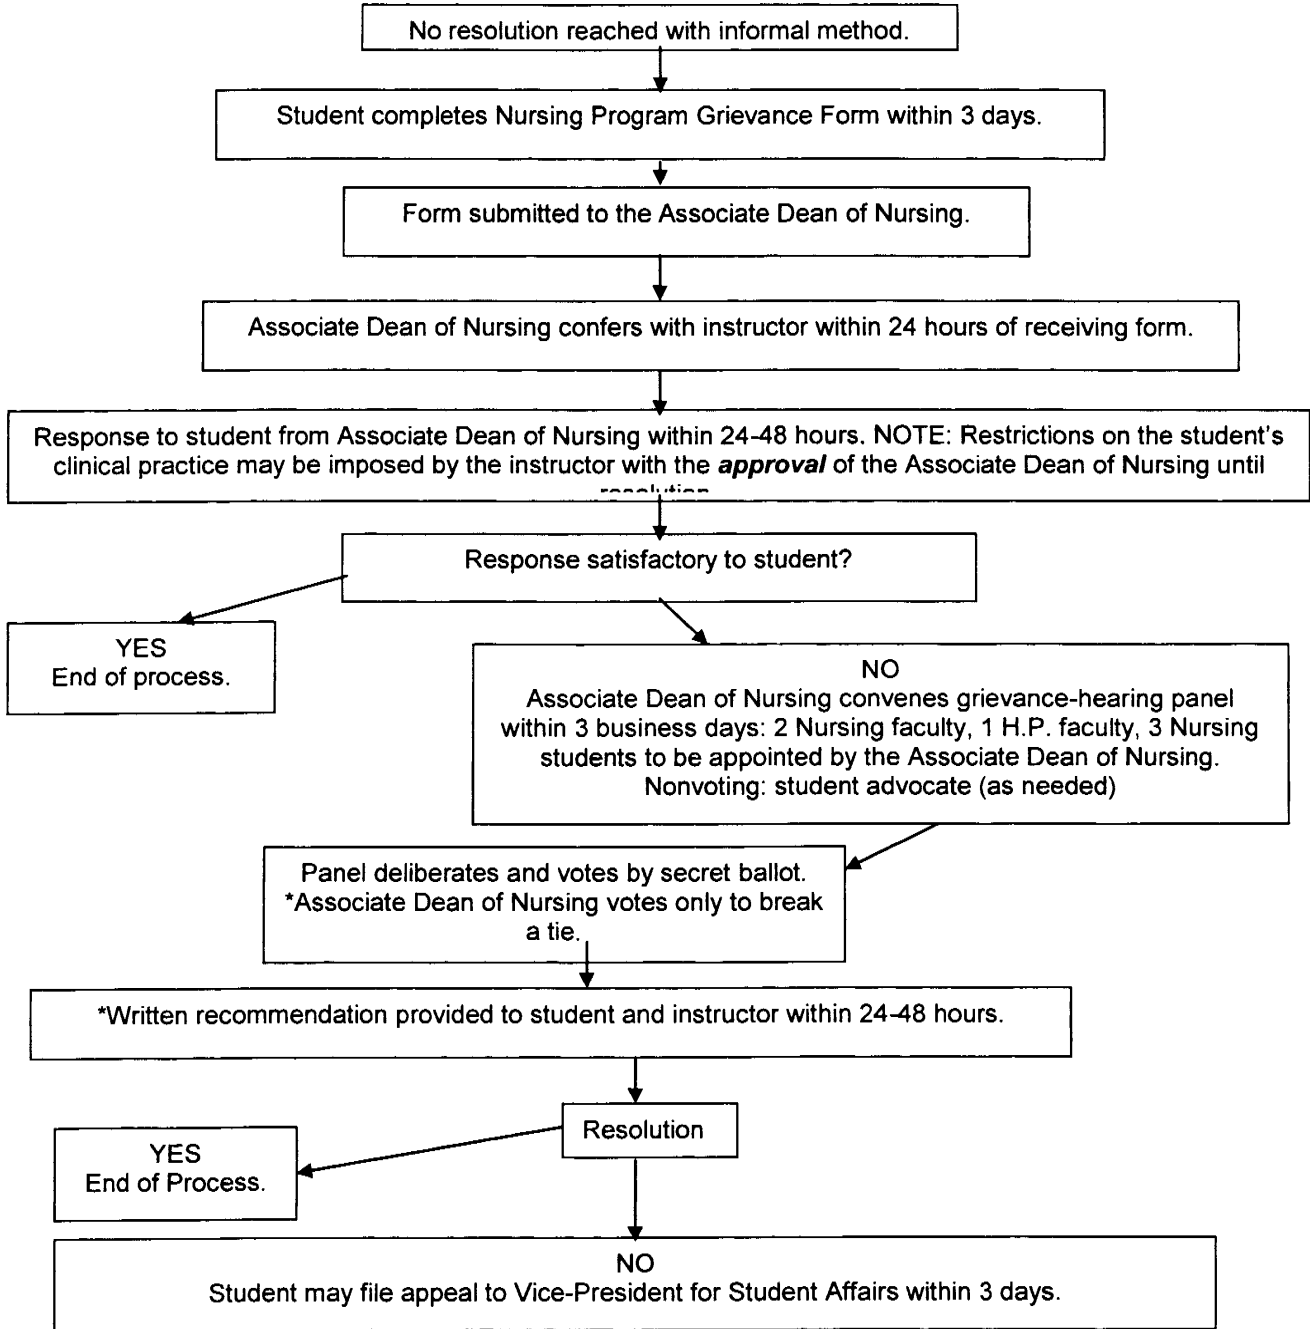 No resolution reached with informal method.
Student completes Nursing Program Grievance Form within 3 days.
Form submitted to the Associate Dean of Nursing.
Associate Dean of Nursing confers with instructor within 24 hours of receiving form.
Response to student from Associate Dean of Nursing within 24-48 hours. NOTE: Restrictions on the student's
clinical practice may be imposed by the instructor with the approval of the Associate Dean of Nursing until
Response satisfactory to student?
YES
End of process.
NO
Associate Dean of Nursing convenes grievance-hearing panel
within 3 business days: 2 Nursing faculty, 1 H.P. faculty, 3 Nursing
students to be appointed by the Associate Dean of Nursing.
Nonvoting: student advocate (as needed)
Panel deliberates and votes by secret ballot.
*Associate Dean of Nursing votes only to break
a tie.
*Written recommendation provided to student and instructor within 24-48 hours.
Resolution
YES
End of Process.
NO
Student may file appeal to Vice-President for Student Affairs within 3 days.